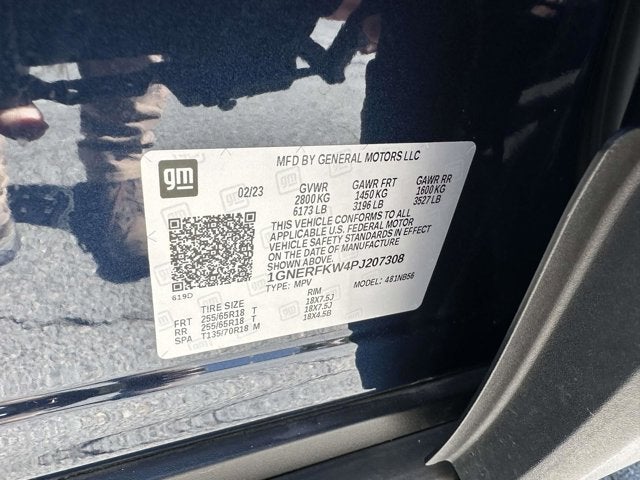 gm
MFD BY GENERAL MOTORS LLC
02/23 GVWR GAWR FRT GAWR RR
2800 KG 1450 KG 1600 KG
6173 LB 3196 LB 3527 LB
THIS VEHICLE CONFORMS TO ALL
APPLICABLE U.S. FEDERAL MOTOR
VEHICLE SAFETY STANDARDS IN EFFECT
ON THE DATE OF MANUFACTURE
SHOWN ABOVE.
1GNERFKW4PJ207308
619D TYPE: MPV MODEL: 481NB56
TIRE SIZE RIM
FRT 255/65R18 T 18X7.5J
RR 255/65R18 T 18X7.5J
SPA T135/70R18 M 18X4.5B